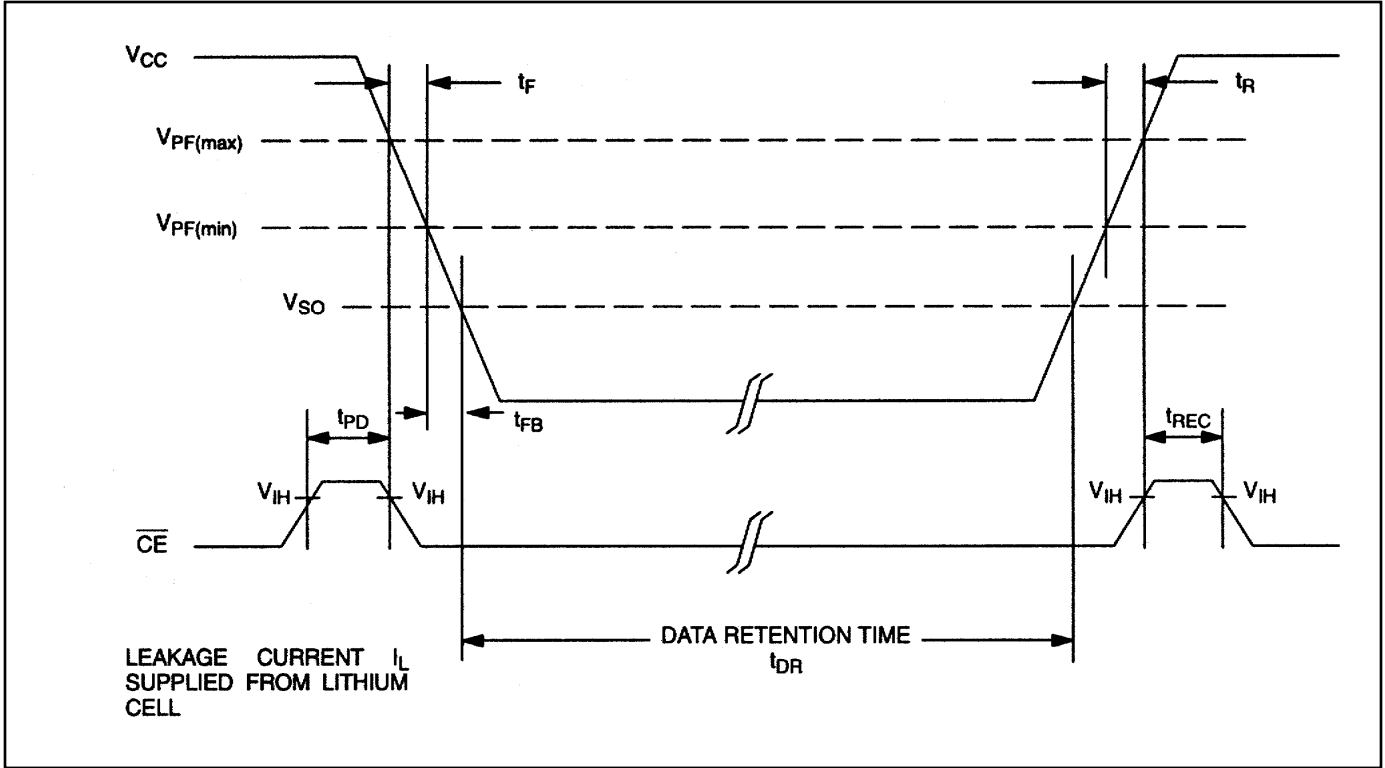 VCC
tF
tR
VPF(max)
VPF(min)
VSO
tPD
tFB
tREC
VIH
VIH
VIH
VIH
C̅E̅
DATA RETENTION TIME
tDR
LEAKAGE CURRENT IL
SUPPLIED FROM LITHIUM
CELL